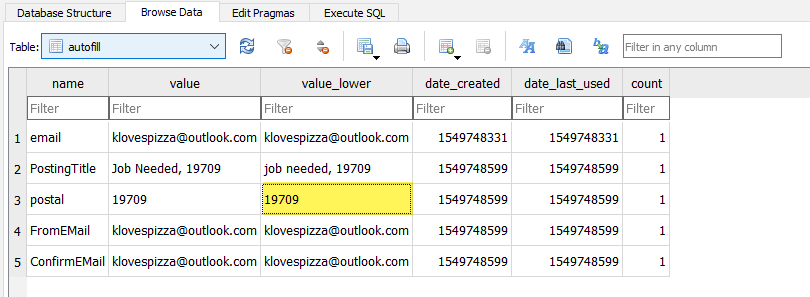 Database Structure Browse Data Edit Pragmas Execute SQL
Table: autofill Filter in any column
name value value_lower date_created date_last_used count
Filter Filter Filter Filter Filter Filter
1 email klovespizza@outlook.com klovespizza@outlook.com 1549748331 1549748331 1
2 PostingTitle Job Needed, 19709 job needed, 19709 1549748599 1549748599 1
3 postal 19709 19709 1549748599 1549748599 1
4 FromEMail klovespizza@outlook.com klovespizza@outlook.com 1549748599 1549748599 1
5 ConfirmEMail klovespizza@outlook.com klovespizza@outlook.com 1549748599 1549748599 1